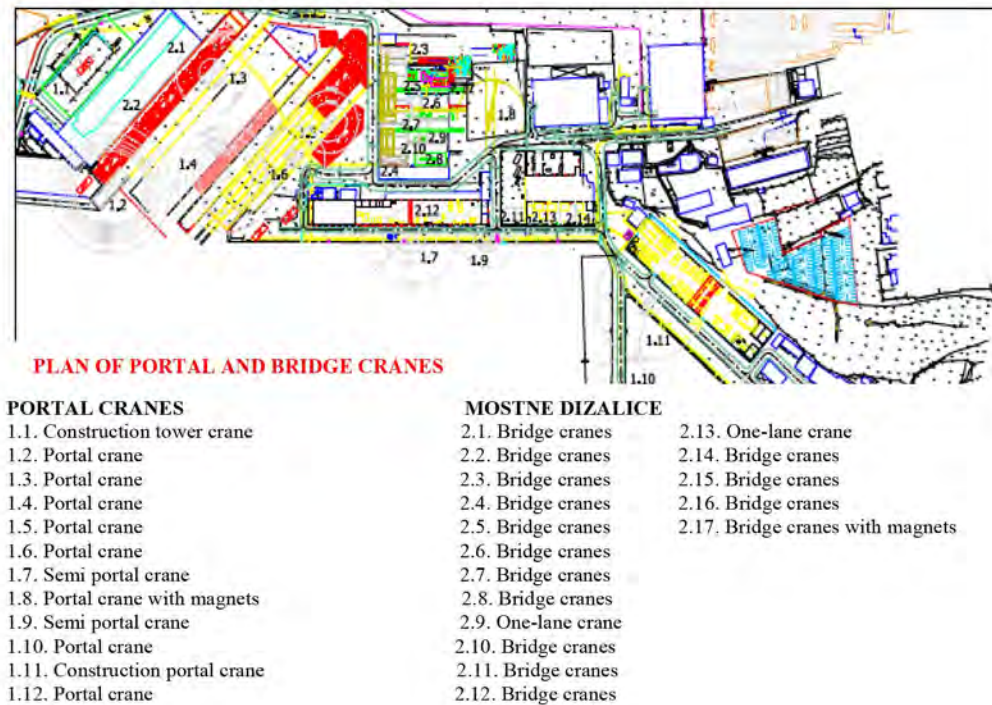 2.1
2.3
1.1
1.3
2.5
2.2
2.6
1.8
2.7
2.9
1.4
2.10
2.8
1.6
2.4
1.2
2.12
2.11
2.13
2.14
1.7
1.9
1.11
1.10
PLAN OF PORTAL AND BRIDGE CRANES
PORTAL CRANES
1.1. Construction tower crane
1.2. Portal crane
1.3. Portal crane
1.4. Portal crane
1.5. Portal crane
1.6. Portal crane
1.7. Semi portal crane
1.8. Portal crane with magnets
1.9. Semi portal crane
1.10. Portal crane
1.11. Construction portal crane
1.12. Portal crane
MOSTNE DIZALICE
2.1. Bridge cranes
2.2. Bridge cranes
2.3. Bridge cranes
2.4. Bridge cranes
2.5. Bridge cranes
2.6. Bridge cranes
2.7. Bridge cranes
2.8. Bridge cranes
2.9. One-lane crane
2.10. Bridge cranes
2.11. Bridge cranes
2.12. Bridge cranes
2.13. One-lane crane
2.14. Bridge cranes
2.15. Bridge cranes
2.16. Bridge cranes
2.17. Bridge cranes with magnets